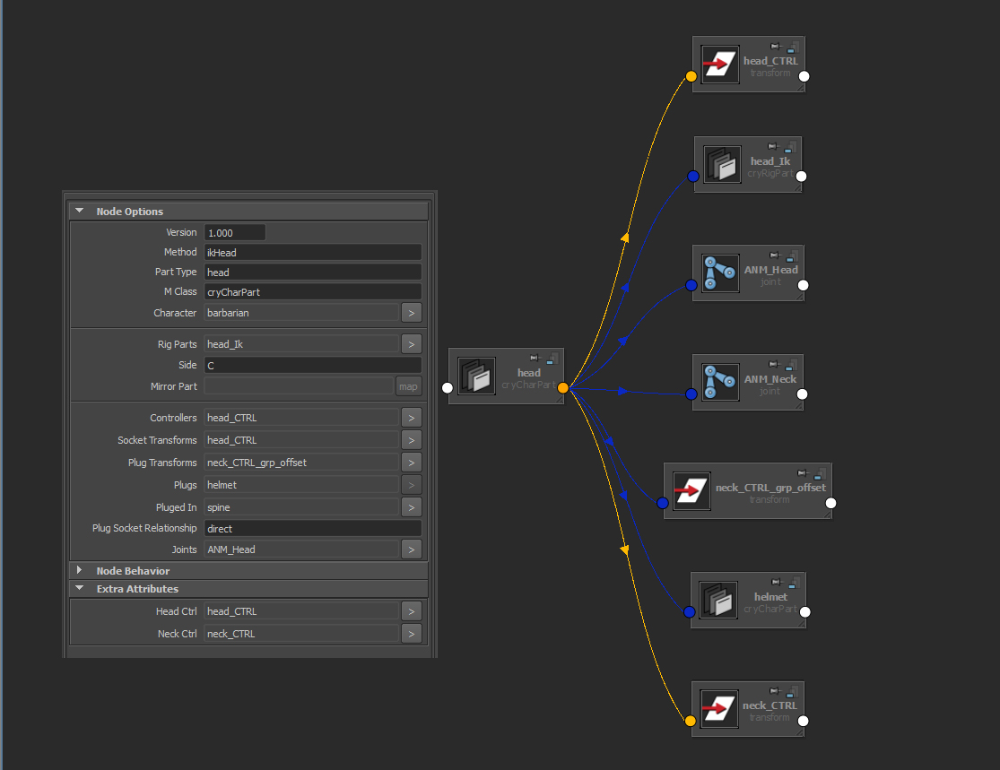 Node Options
Version 1.000
Method ikHead
Part Type head
M Class cryCharPart
Character barbarian >
Rig Parts head_Ik >
Side C
Mirror Part map
Controllers head_CTRL >
Socket Transforms head_CTRL >
Plug Transforms neck_CTRL_grp_offset >
Plugs helmet >
Pluged In spine >
Plug Socket Relationship direct
Joints ANM_Head >
Node Behavior
Extra Attributes
Head Ctrl head_CTRL >
Neck Ctrl neck_CTRL >
head
cryCharPart
head_CTRL
transform
head_Ik
cryRigPart
ANM_Head
joint
ANM_Neck
joint
neck_CTRL_grp_offset
transform
helmet
cryCharPart
neck_CTRL
transform